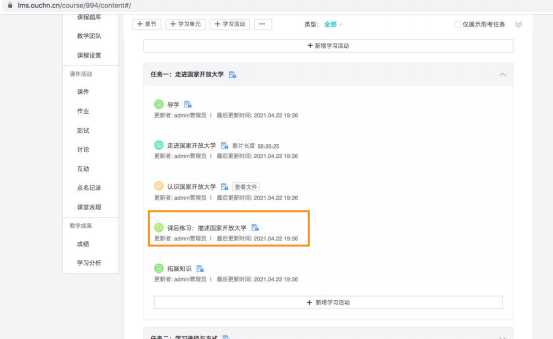 lms.ouchn.cn/course/994/content#/
课程题库
教学团队
课程设置
课件活动
课件
作业
测试
讨论
互动
点名记录
课堂表现
教学成果
成绩
学习分析
+ 章节 + 学习单元 + 学习活动 ··· 类型： 全部 仅展示形考任务
+ 新增学习活动
任务一：走进国家开放大学
导学
更新者: admin管理员 | 最后更新时间: 2021.04.22 19:36
走进国家开放大学 影片长度 00:00:25
更新者: admin管理员 | 最后更新时间: 2021.04.22 19:36
认识国家开放大学 查看文件
更新者: admin管理员 | 最后更新时间: 2021.04.22 19:36
课后练习：描述国家开放大学
更新者: admin管理员 | 最后更新时间: 2021.04.22 19:36
拓展知识
更新者: admin管理员 | 最后更新时间: 2021.04.22 19:36
+ 新增学习活动
任务二：学习途径与方式